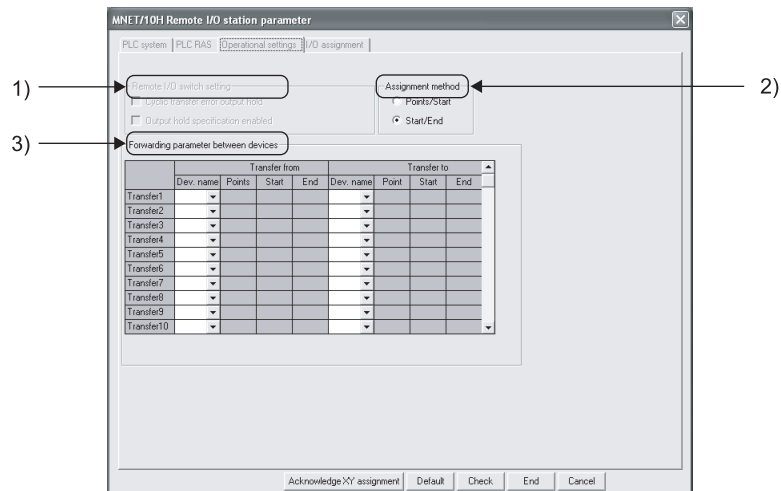 MNET/10H Remote I/O station parameter
PLC system PLC RAS Operational settings I/O assignment
1) Remote I/O switch setting Assignment method 2)
Cyclic transfer error output hold Points/Start
Output hold specification enabled Start/End
3) Forwarding parameter between devices
Transfer from Transfer to
Dev. name Points Start End Dev. name Point Start End
Transfer1
Transfer2
Transfer3
Transfer4
Transfer5
Transfer6
Transfer7
Transfer8
Transfer9
Transfer10
Acknowledge XY assignment Default Check End Cancel